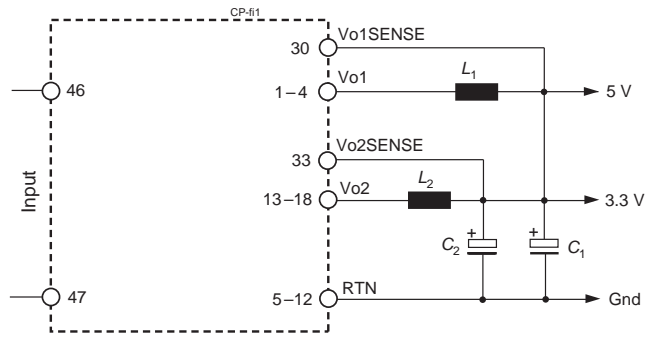 CP-fi1
30 Vo1SENSE
46
1–4 Vo1
L1
5 V
33 Vo2SENSE
Input
13–18 Vo2
L2
3.3 V
+
C2
+
C1
47
5–12 RTN
Gnd